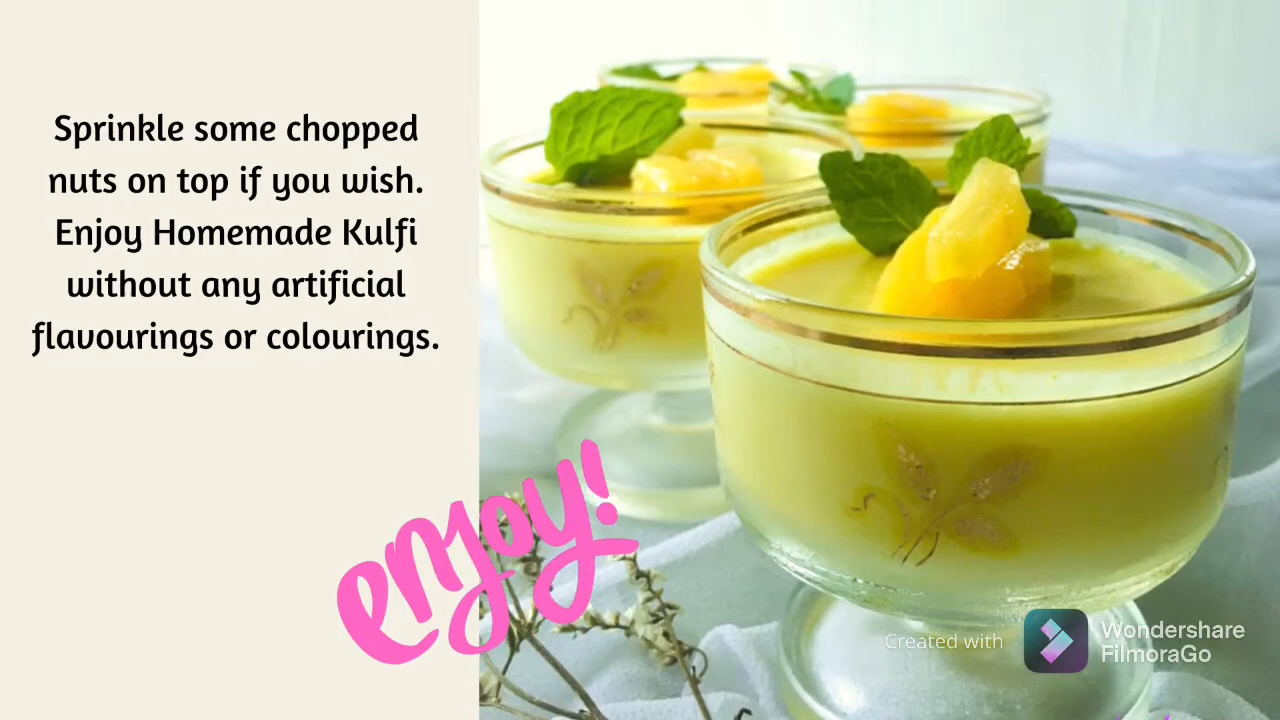 Sprinkle some chopped
nuts on top if you wish.
Enjoy Homemade Kulfi
without any artificial
flavourings or colourings.
enjoy!
Created with
Wondershare
FilmoraGo